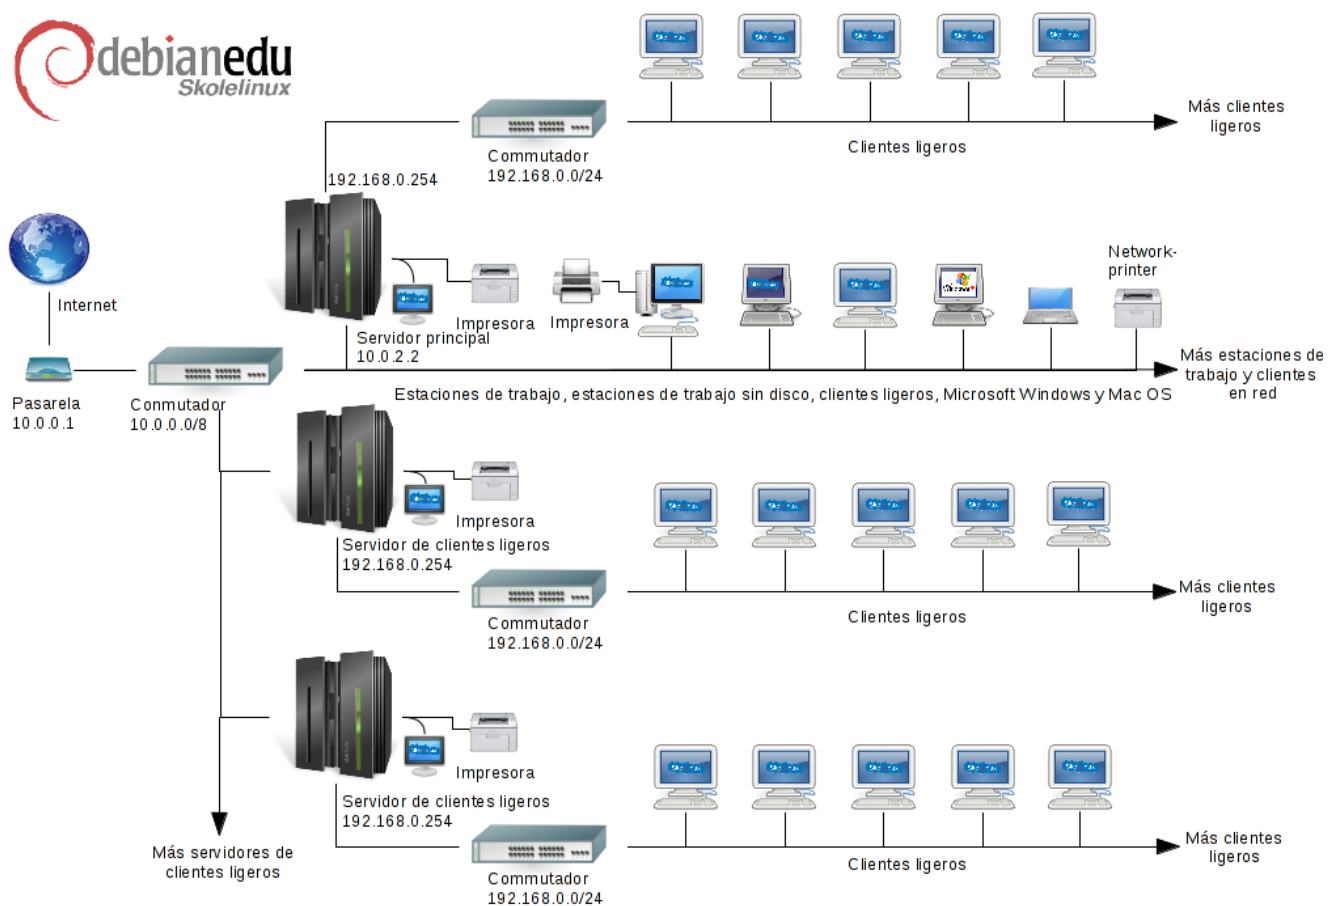 debianedu
Skolelinux
Más clientes
ligeros
Clientes ligeros
Commutador
192.168.0.0/24
192.168.0.254
Internet
Impresora
Impresora
Network-
printer
Servidor principal
10.0.2.2
Pasarela
10.0.0.1
Conmutador
10.0.0.0/8
Más estaciones de
trabajo y clientes
en red
Estaciones de trabajo, estaciones de trabajo sin disco, clientes ligeros, Microsoft Windows y Mac OS
Impresora
Servidor de clientes ligeros
192.168.0.254
Commutador
192.168.0.0/24
Clientes ligeros
Más clientes
ligeros
Impresora
Servidor de clientes ligeros
192.168.0.254
Commutador
192.168.0.0/24
Clientes ligeros
Más clientes
ligeros
Más servidores de
clientes ligeros